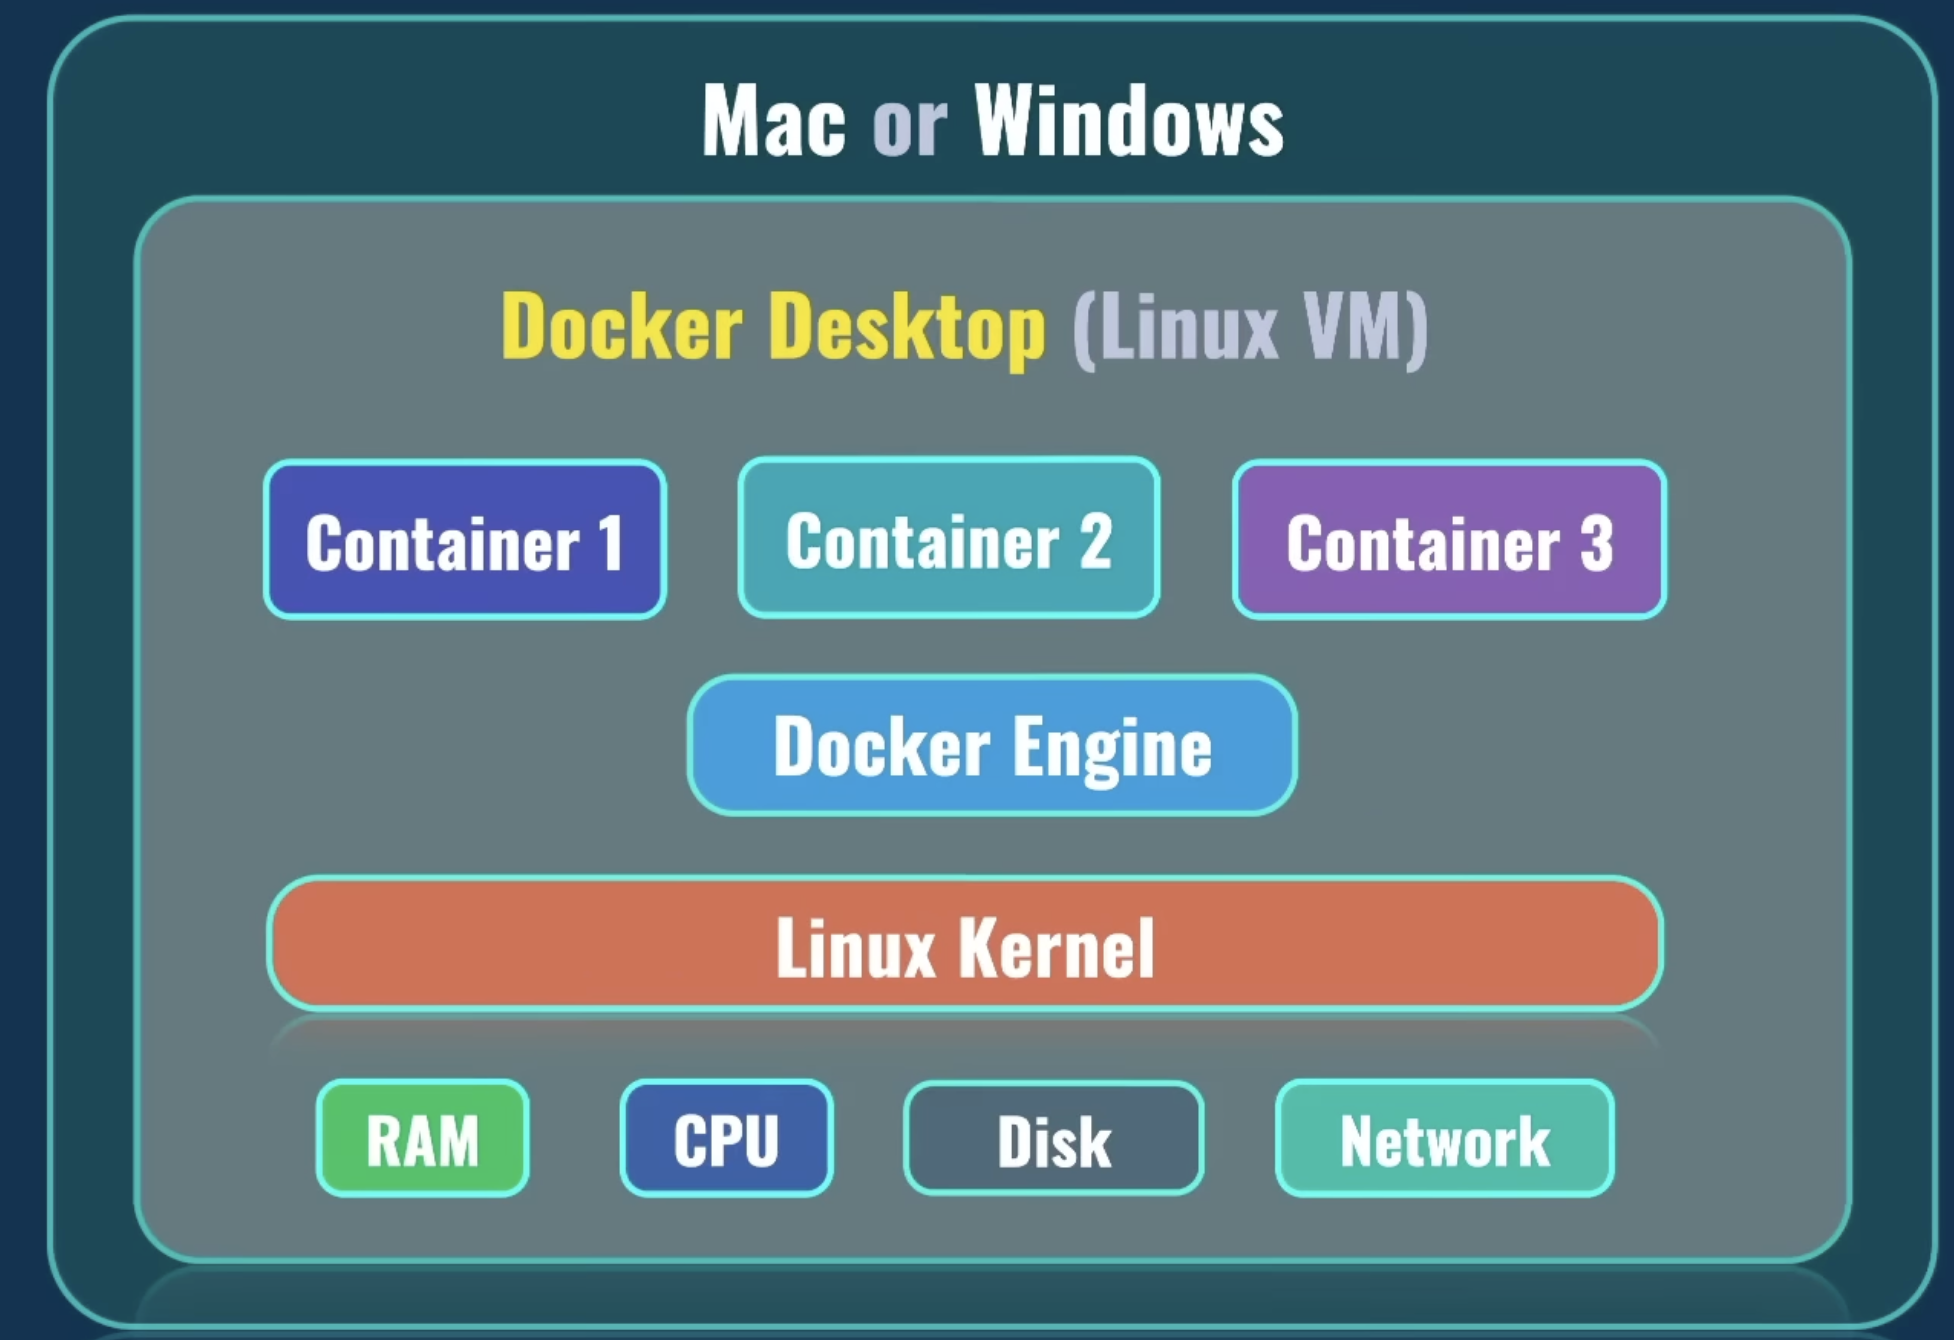 Mac or Windows
Docker Desktop (Linux VM)
Container 1
Container 2
Container 3
Docker Engine
Linux Kernel
RAM
CPU
Disk
Network